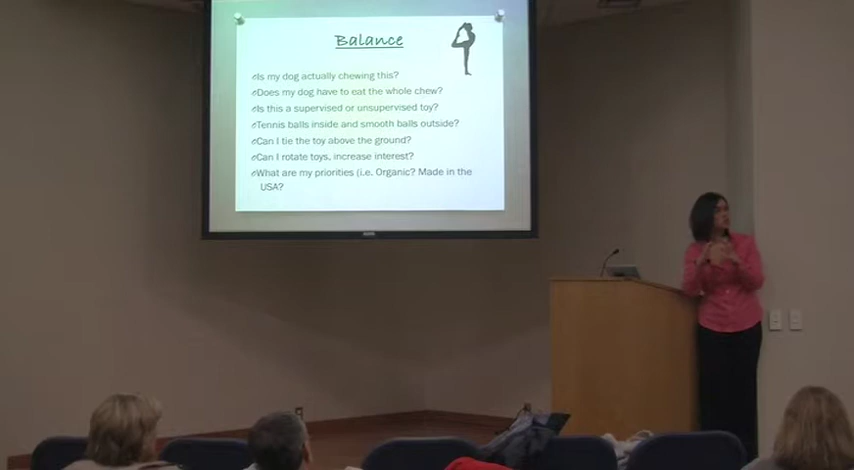 Balance
Is my dog actually chewing this?
Does my dog have to eat the whole chew?
Is this a supervised or unsupervised toy?
Tennis balls inside and smooth balls outside?
Can I tie the toy above the ground?
Can I rotate toys, increase interest?
What are my priorities (i.e. Organic? Made in the
USA?